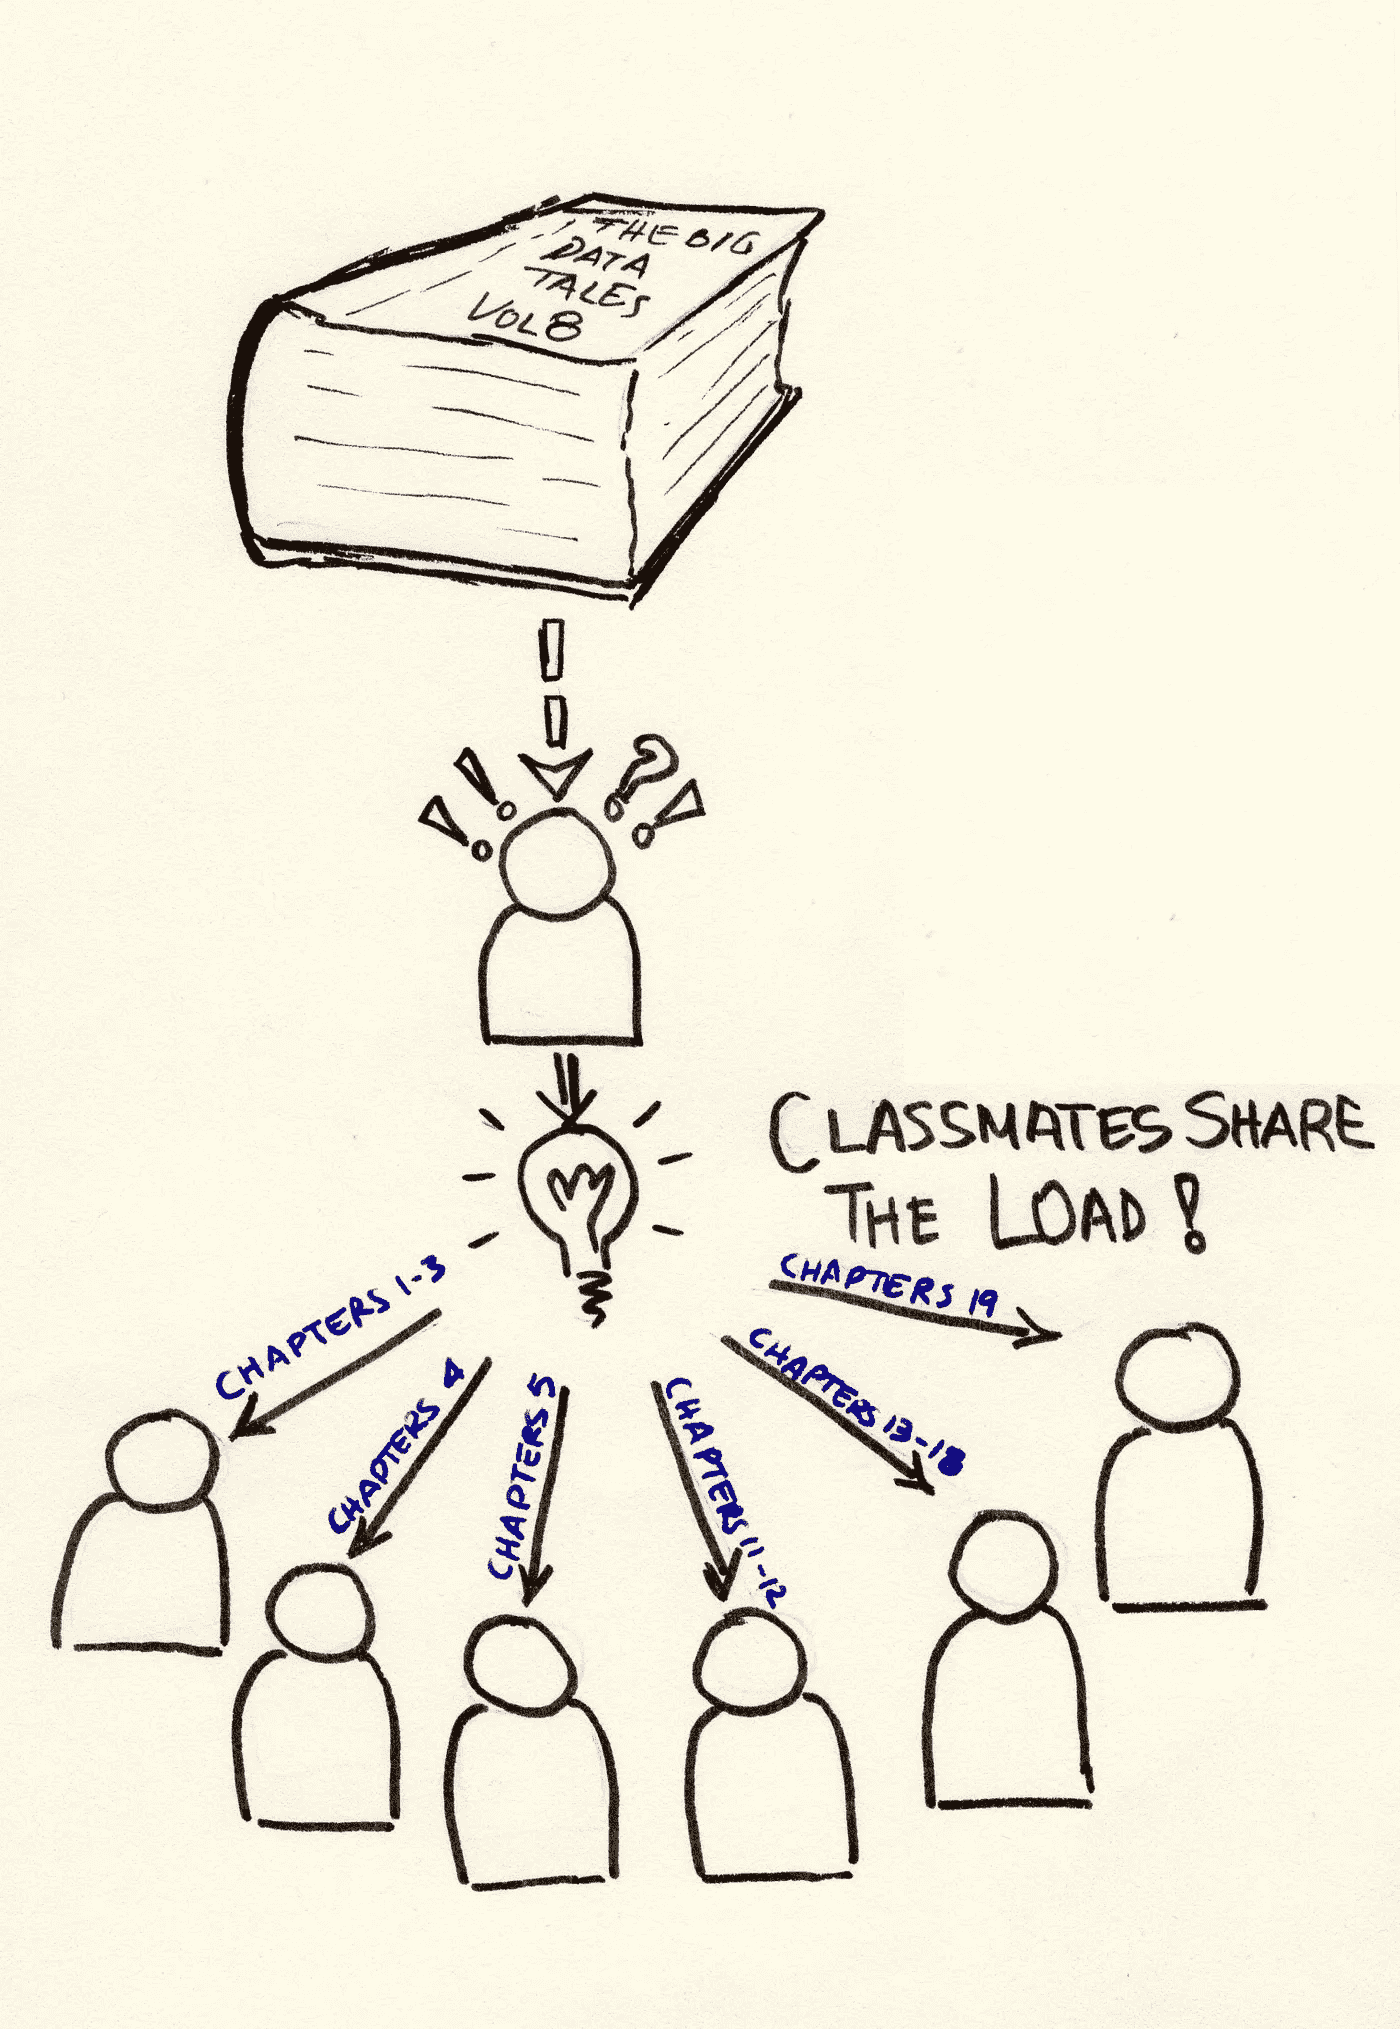 THE BIG
DATA
TALES
VOL 8
CLASSMATES SHARE
THE LOAD!
CHAPTERS 1-3
CHAPTERS 4
CHAPTERS 5
CHAPTERS 11-12
CHAPTERS 13-18
CHAPTERS 19